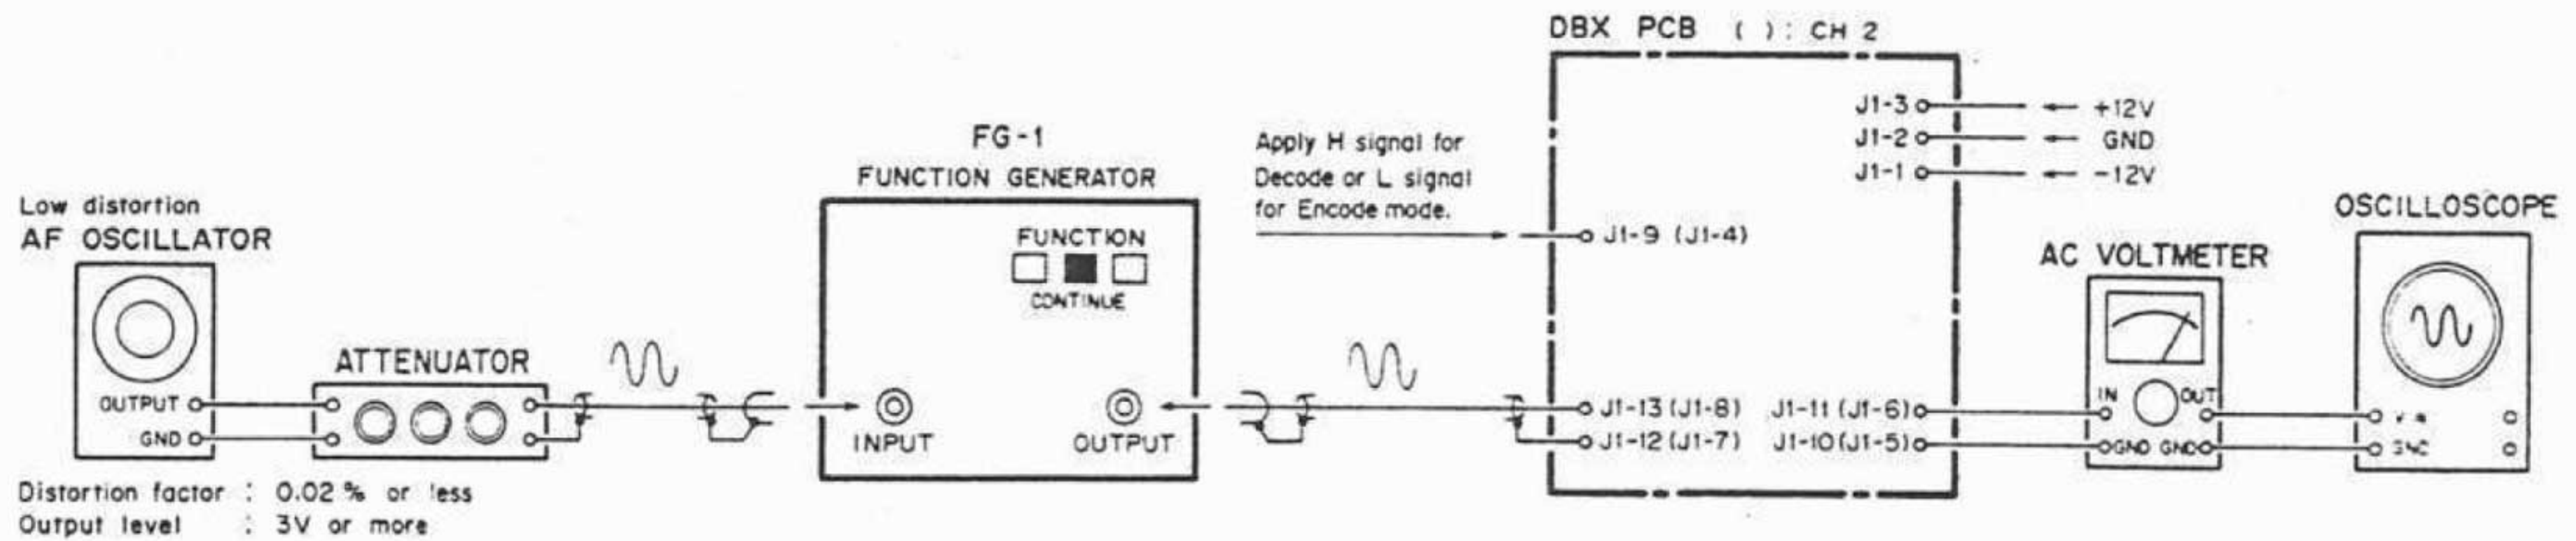 DBX PCB ( ): CH 2
J1-3 ← +12V
J1-2 ← GND
J1-1 ← -12V
FG-1
FUNCTION GENERATOR
FUNCTION
CONTINUE
INPUT
OUTPUT
Apply H signal for
Decode or L signal
for Encode mode.
J1-9 (J1-4)
Low distortion
AF OSCILLATOR
OUTPUT
GND
ATTENUATOR
Distortion factor : 0.02 % or less
Output level : 3V or more
J1-13 (J1-8) J1-11 (J1-6)
J1-12 (J1-7) J1-10 (J1-5)
AC VOLTMETER
IN OUT
GND GND
OSCILLOSCOPE